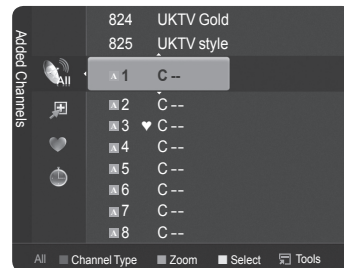 Added Channels
824 UKTV Gold
825 UKTV style
All
A 1 C --
A 2 C --
A 3 ♥ C --
A 4 C --
A 5 C --
A 6 C --
A 7 C --
A 8 C --
All Channel Type Zoom Select Tools